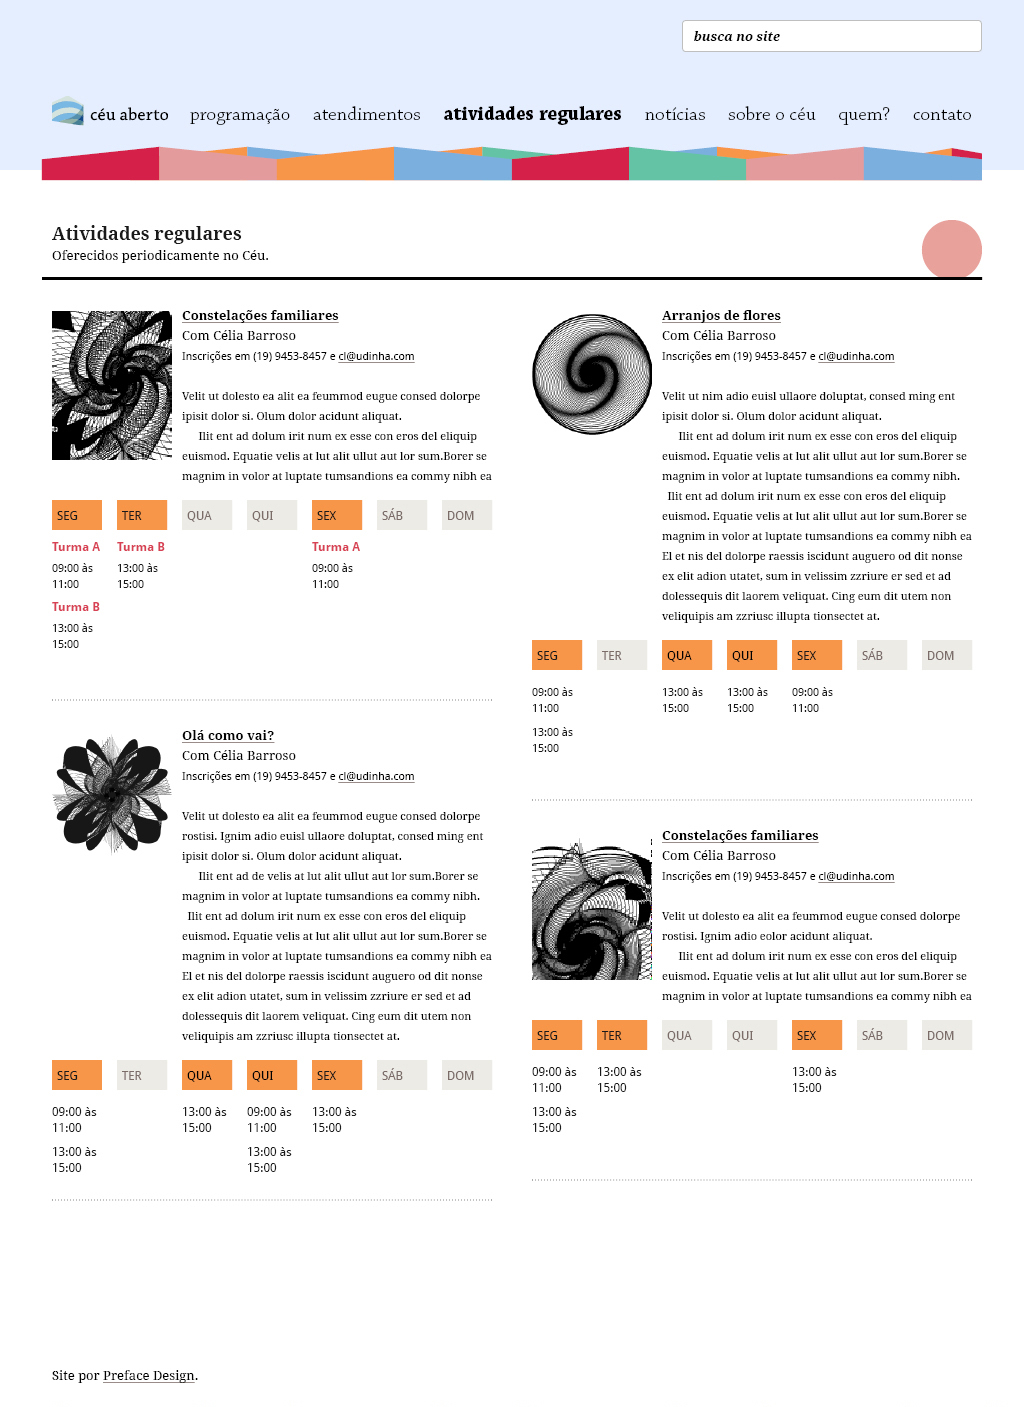 busca no site
céu aberto programação atendimentos atividades regulares notícias sobre o céu quem? contato
Atividades regulares
Oferecidos periodicamente no Céu.
Constelações familiares
Com Célia Barroso
Inscrições em (19) 9453-8457 e cl@udinha.com
Velit ut dolesto ea alit ea feummod eugue consed dolorpe
ipisit dolor si. Olum dolor acidunt aliquat.
Ilit ent ad dolum irit num ex esse con eros del eliquip
euismod. Equatie velis at lut alit ullut aut lor sum.Borer se
magnim in volor at luptate tumsandions ea commy nibh ea
SEG TER QUA QUI SEX SÁB DOM
Turma A Turma B Turma A
09:00 às 13:00 às 09:00 às
11:00 15:00 11:00
Turma B
13:00 às
15:00
Olá como vai?
Com Célia Barroso
Inscrições em (19) 9453-8457 e cl@udinha.com
Velit ut dolesto ea alit ea feummod eugue consed dolorpe
rostisi. Ignim adio euisl ullaore doluptat, consed ming ent
ipisit dolor si. Olum dolor acidunt aliquat.
Ilit ent ad de velis at lut alit ullut aut lor sum.Borer se
magnim in volor at luptate tumsandions ea commy nibh.
Ilit ent ad dolum irit num ex esse con eros del eliquip
euismod. Equatie velis at lut alit ullut aut lor sum.Borer se
magnim in volor at luptate tumsandions ea commy nibh ea
El et nis del dolorpe raessis iscidunt auguero od dit nonse
ex elit adion utatet, sum in velissim zzriure er sed et ad
dolessequis dit laorem veliquat. Cing eum dit utem non
veliquipis am zzriusc illupta tionsectet at.
SEG TER QUA QUI SEX SÁB DOM
09:00 às 13:00 às 09:00 às 13:00 às
11:00 15:00 11:00 15:00
13:00 às 13:00 às
15:00 15:00
Arranjos de flores
Com Célia Barroso
Inscrições em (19) 9453-8457 e cl@udinha.com
Velit ut nim adio euisl ullaore doluptat, consed ming ent
ipisit dolor si. Olum dolor acidunt aliquat.
Ilit ent ad dolum irit num ex esse con eros del eliquip
euismod. Equatie velis at lut alit ullut aut lor sum.Borer se
magnim in volor at luptate tumsandions ea commy nibh.
Ilit ent ad dolum irit num ex esse con eros del eliquip
euismod. Equatie velis at lut alit ullut aut lor sum.Borer se
magnim in volor at luptate tumsandions ea commy nibh ea
El et nis del dolorpe raessis iscidunt auguero od dit nonse
ex elit adion utatet, sum in velissim zzriure er sed et ad
dolessequis dit laorem veliquat. Cing eum dit utem non
veliquipis am zzriusc illupta tionsectet at.
SEG TER QUA QUI SEX SÁB DOM
09:00 às 13:00 às 13:00 às 09:00 às
11:00 15:00 15:00 11:00
13:00 às
15:00
Constelações familiares
Com Célia Barroso
Inscrições em (19) 9453-8457 e cl@udinha.com
Velit ut dolesto ea alit ea feummod eugue consed dolorpe
rostisi. Ignim adio eolor acidunt aliquat.
Ilit ent ad dolum irit num ex esse con eros del eliquip
euismod. Equatie velis at lut alit ullut aut lor sum.Borer se
magnim in volor at luptate tumsandions ea commy nibh ea
SEG TER QUA QUI SEX SÁB DOM
09:00 às 13:00 às 13:00 às
11:00 15:00 15:00
13:00 às
15:00
Site por Preface Design.